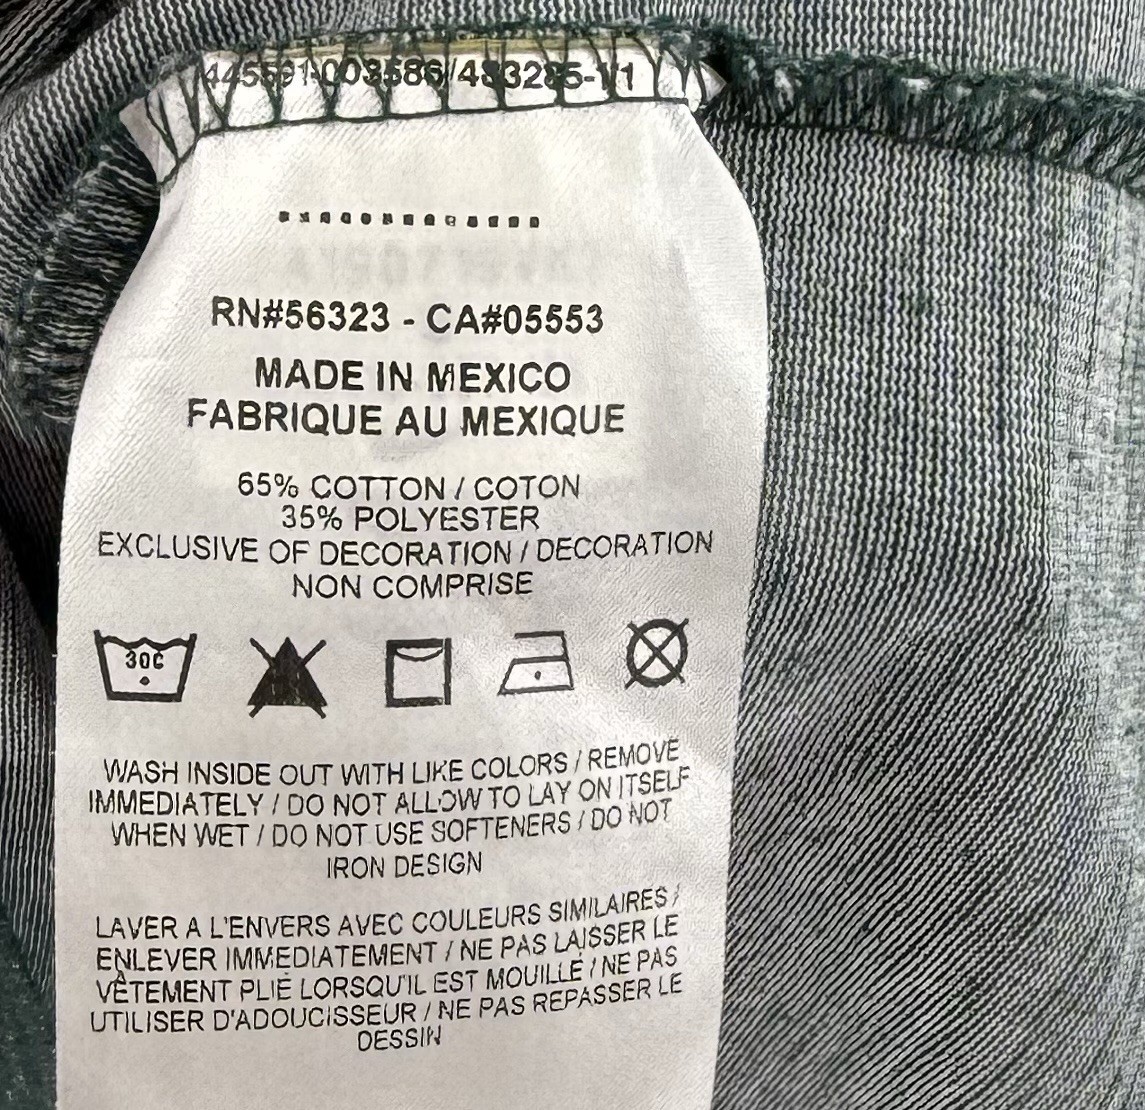 RN#56323 - CA#05553
MADE IN MEXICO
FABRIQUE AU MEXIQUE
65% COTTON / COTON
35% POLYESTER
EXCLUSIVE OF DECORATION / DECORATION
NON COMPRISE
30C
WASH INSIDE OUT WITH LIKE COLORS / REMOVE
IMMEDIATELY / DO NOT ALLOW TO LAY ON ITSELF
WHEN WET / DO NOT USE SOFTENERS / DO NOT
IRON DESIGN
LAVER A L'ENVERS AVEC COULEURS SIMILAIRES /
ENLEVER IMMEDIATEMENT / NE PAS LAISSER LE
VÊTEMENT PLIÉ LORSQU'IL EST MOUILLÉ / NE PAS
UTILISER D'ADOUCISSEUR / NE PAS REPASSER LE
DESSIN